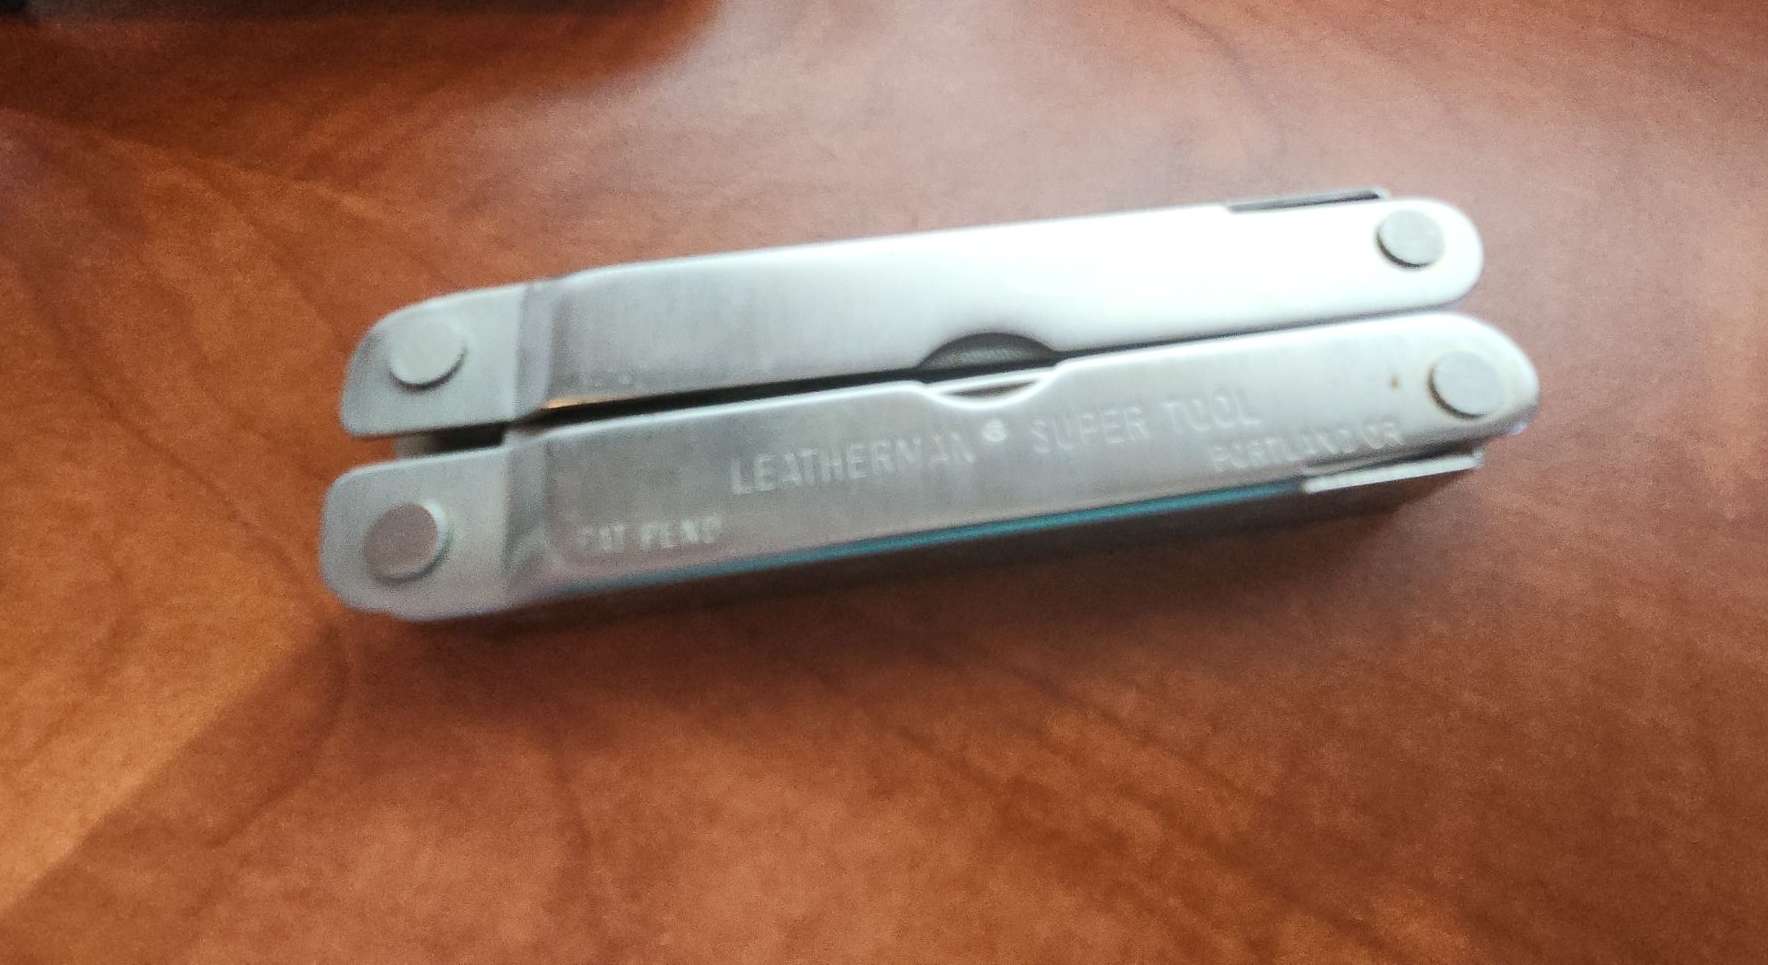 LEATHERMAN® SUPER TOOL
PORTLAND OR
PAT PEND